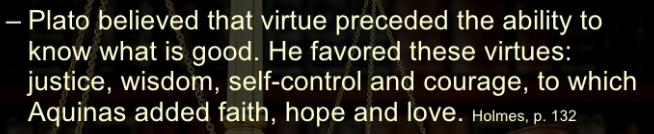 – Plato believed that virtue preceded the ability to
know what is good. He favored these virtues:
justice, wisdom, self-control and courage, to which
Aquinas added faith, hope and love. Holmes, p. 132